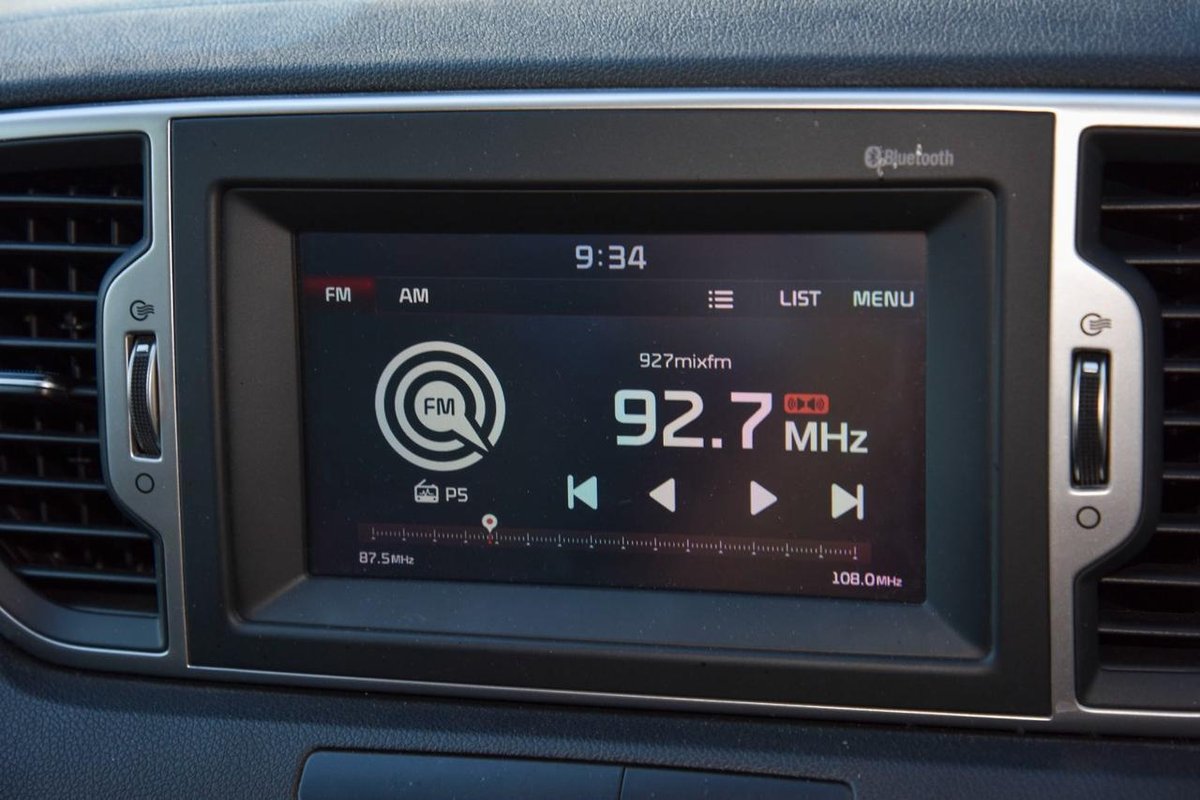 Bluetooth
9:34
FM AM LIST MENU
927mixfm
FM
92.7 MHz
P5
87.5MHz
108.0MHz